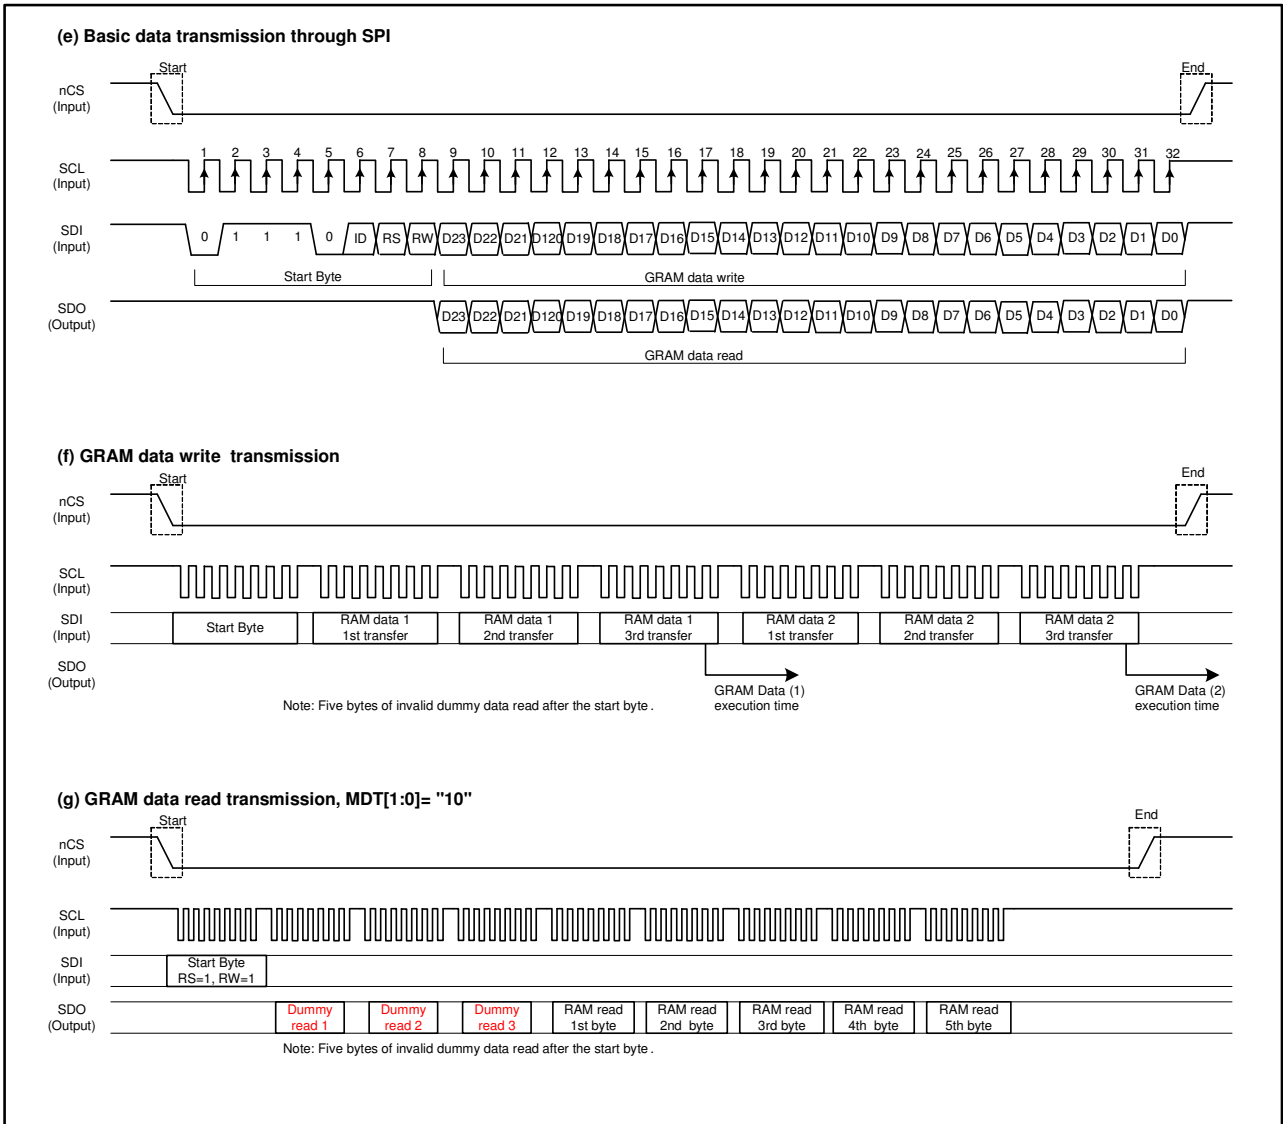 (e) Basic data transmission through SPI
Start
End
nCS
(Input)
1 2 3 4 5 6 7 8 9 10 11 12 13 14 15 16 17 18 19 20 21 22 23 24 25 26 27 28 29 30 31 32
SCL
(Input)
SDI
(Input)
0 1 1 1 0 ID RS RW D23 D22 D21 D120 D19 D18 D17 D16 D15 D14 D13 D12 D11 D10 D9 D8 D7 D6 D5 D4 D3 D2 D1 D0
Start Byte
GRAM data write
SDO
(Output)
D23 D22 D21 D120 D19 D18 D17 D16 D15 D14 D13 D12 D11 D10 D9 D8 D7 D6 D5 D4 D3 D2 D1 D0
GRAM data read
(f) GRAM data write transmission
Start
End
nCS
(Input)
SCL
(Input)
SDI
(Input)
Start Byte
RAM data 1
1st transfer
RAM data 1
2nd transfer
RAM data 1
3rd transfer
RAM data 2
1st transfer
RAM data 2
2nd transfer
RAM data 2
3rd transfer
SDO
(Output)
GRAM Data (1)
execution time
GRAM Data (2)
execution time
Note: Five bytes of invalid dummy data read after the start byte .
(g) GRAM data read transmission, MDT[1:0]= "10"
Start
End
nCS
(Input)
SCL
(Input)
SDI
(Input)
Start Byte
RS=1, RW=1
SDO
(Output)
Dummy
read 1
Dummy
read 2
Dummy
read 3
RAM read
1st byte
RAM read
2nd byte
RAM read
3rd byte
RAM read
4th byte
RAM read
5th byte
Note: Five bytes of invalid dummy data read after the start byte .